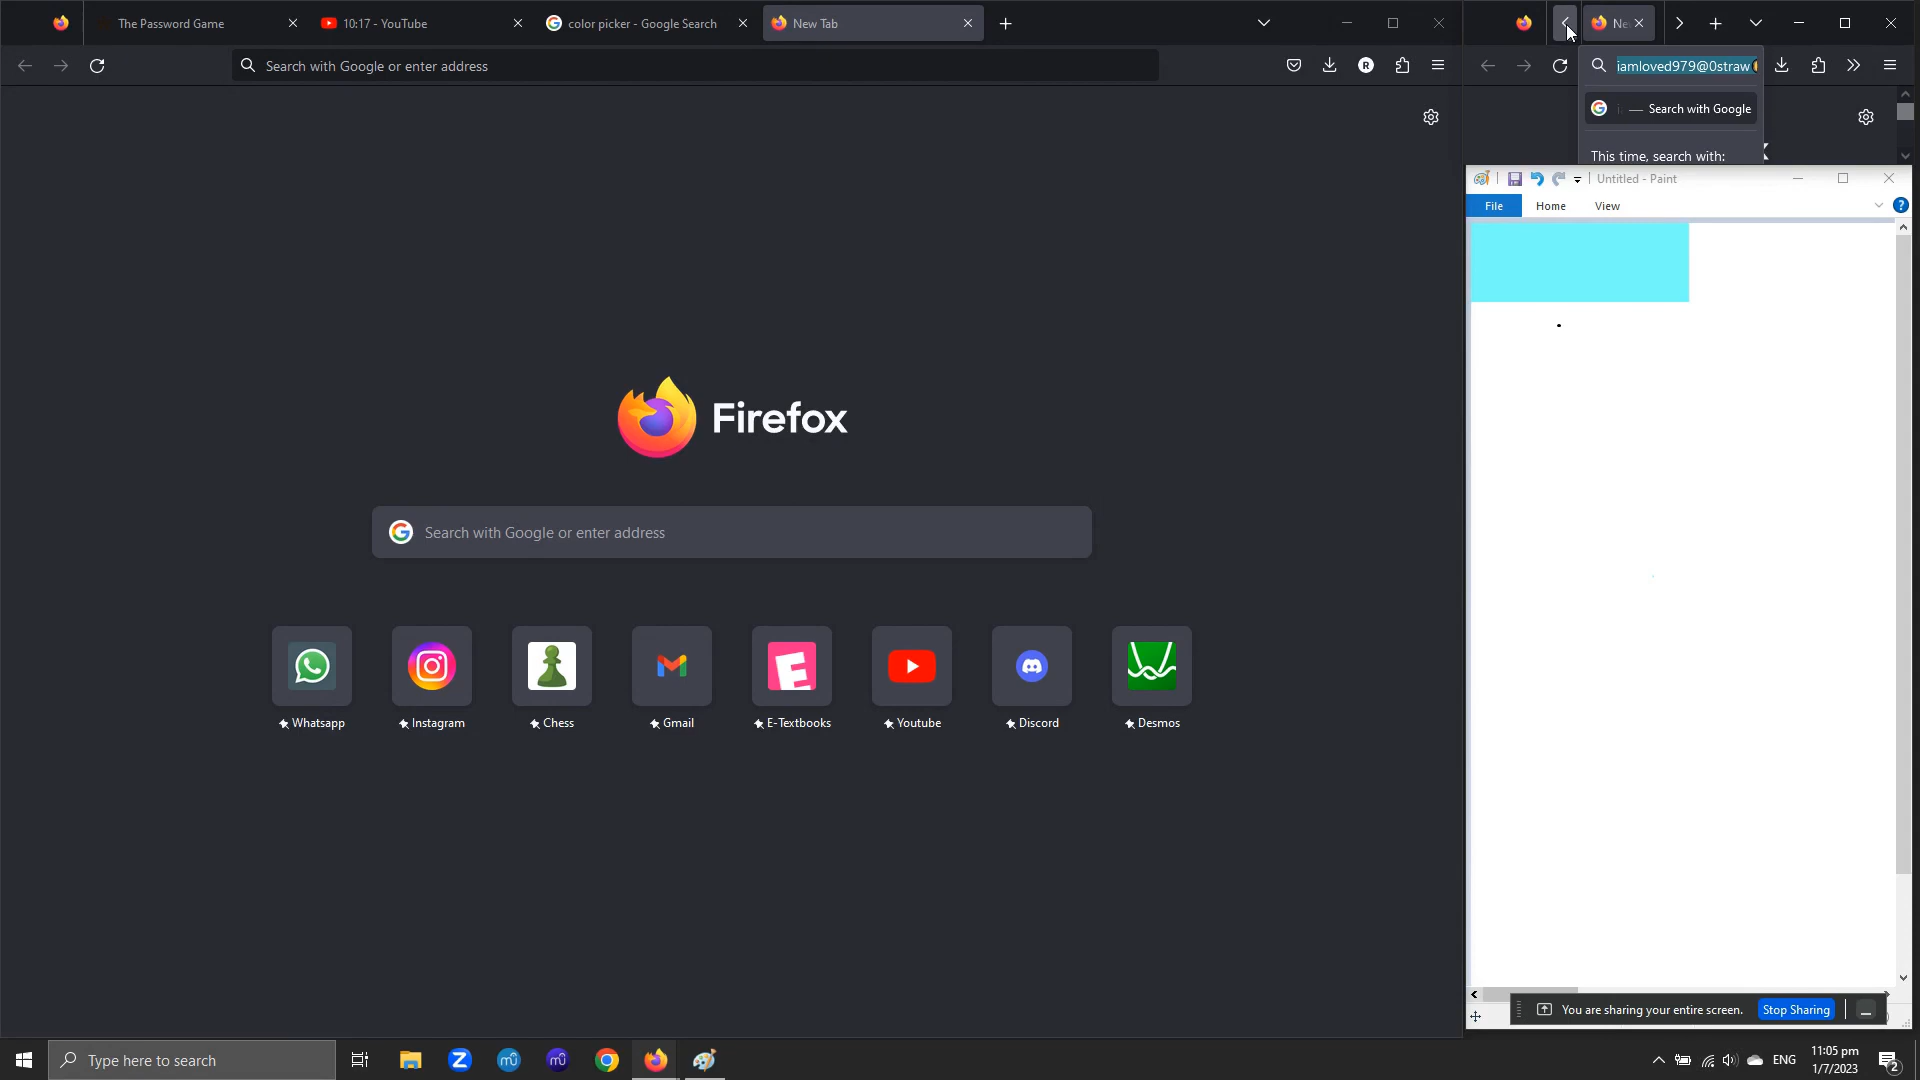 The Password Game
10:17 - YouTube
color picker - Google Search
New Tab
Search with Google or enter address
R
Firefox
Search with Google or enter address
Whatsapp
Instagram
Chess
Gmail
E-Textbooks
Youtube
Discord
Desmos
iamloved979@0straw
— Search with Google
This time, search with:
Untitled - Paint
File
Home
View
You are sharing your entire screen.
Stop Sharing
Type here to search
ENG
11:05 pm
1/7/2023
2